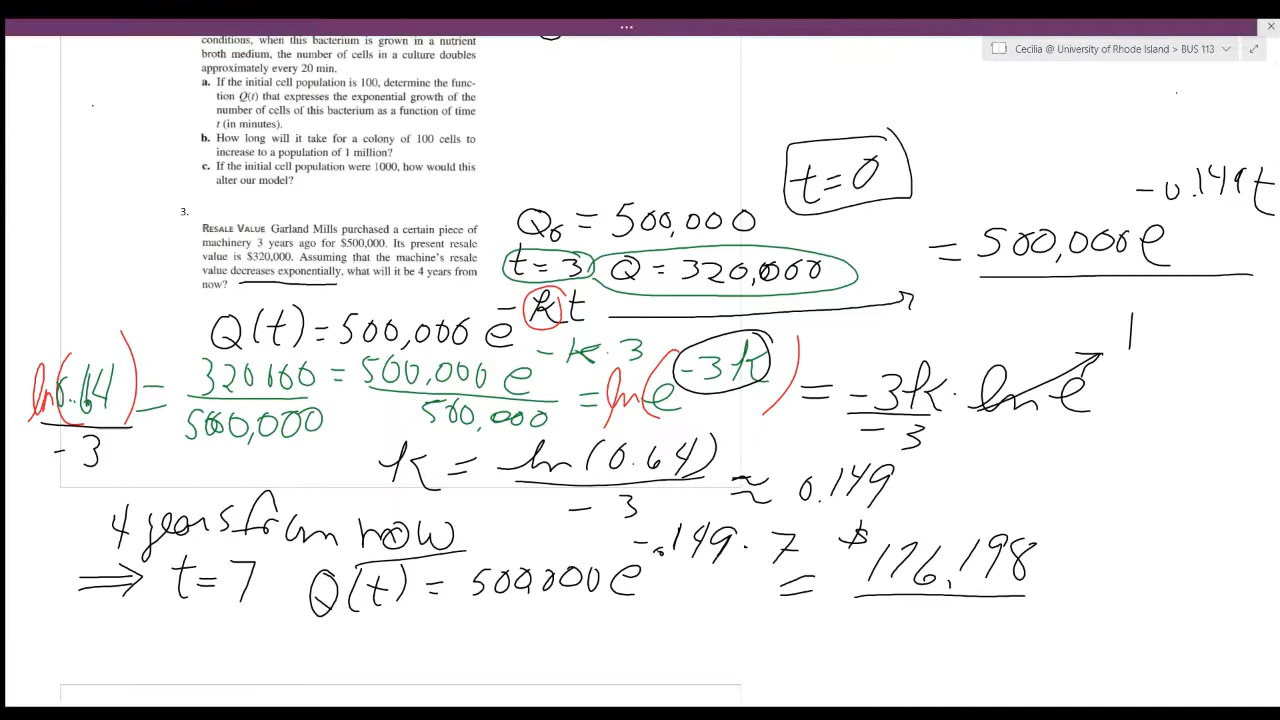 Cecilia @ University of Rhode Island > BUS 113
conditions, when this bacterium is grown in a nutrient
broth medium, the number of cells in a culture doubles
approximately every 20 min.
a. If the initial cell population is 100, determine the func-
tion Q(t) that expresses the exponential growth of the
number of cells of this bacterium as a function of time
t (in minutes).
b. How long will it take for a colony of 100 cells to
increase to a population of 1 million?
c. If the initial cell population were 1000, how would this
alter our model?
3.
RESALE VALUE Garland Mills purchased a certain piece of
machinery 3 years ago for $500,000. Its present resale
value is $320,000. Assuming that the machine's resale
value decreases exponentially, what will it be 4 years from
now?
t = 0
Q₀ = 500,000
t = 3 Q = 320,000
= 500,000 e^(-0.149t)
Q(t) = 500,000 e^(-kt)
ln(0.64)/-3 = 320000/500,000 = 500,000 e^(-k·3)/500,000 = ln(e^(-3k)) = -3k/-3 · ln e
1
k = ln(0.64)/-3 ≈ 0.149
4 years from now
⟹ t = 7 Q(t) = 500000 e^(-.149·7) = $176,198